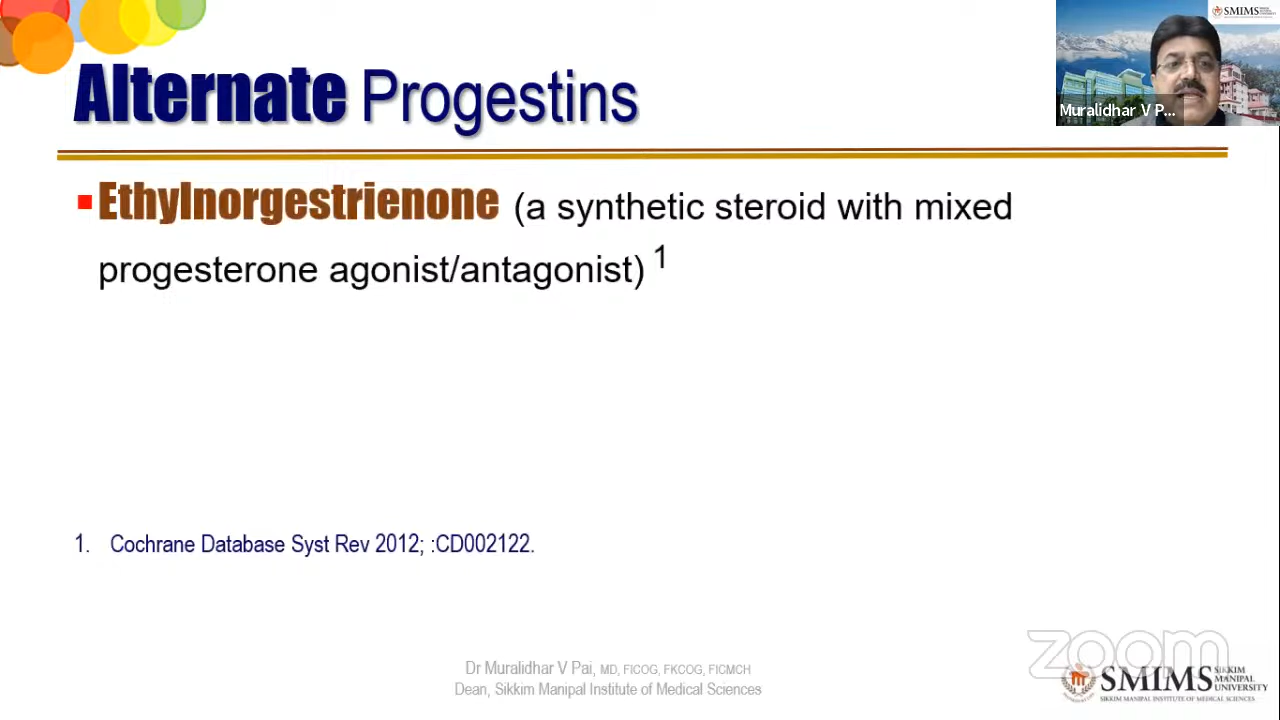 SMIMS
Muralidhar V P...
Alternate Progestins
Ethylnorgestrienone (a synthetic steroid with mixed
progesterone agonist/antagonist) 1
1. Cochrane Database Syst Rev 2012; :CD002122.
Dr Muralidhar V Pai, MD, FICOG, FKCOG, FICMCH
Dean, Sikkim Manipal Institute of Medical Sciences
zoom
SMIMS SIKKIM
MANIPAL
UNIVERSITY
SIKKIM MANIPAL INSTITUTE OF MEDICAL SCIENCES